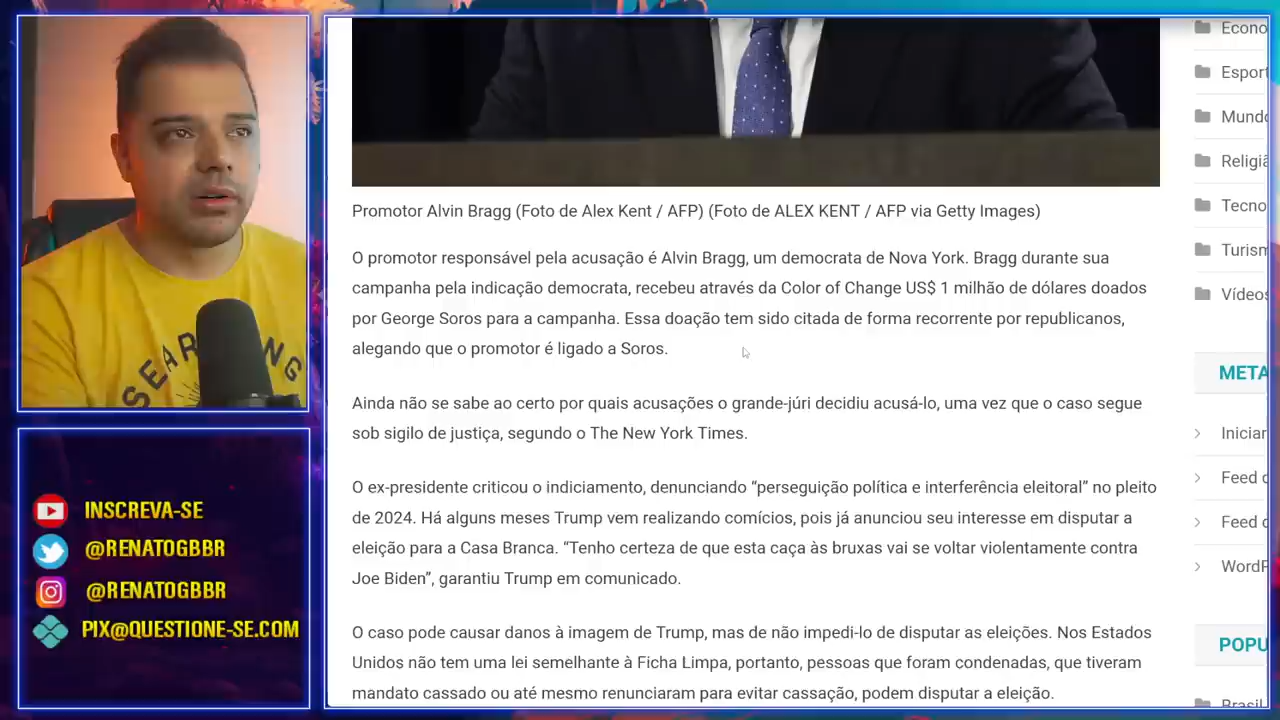 SEARCHING
INSCREVA-SE
@RENATOGBBR
@RENATOGBBR
PIX@QUESTIONE-SE.COM
Promotor Alvin Bragg (Foto de Alex Kent / AFP) (Foto de ALEX KENT / AFP via Getty Images)
O promotor responsável pela acusação é Alvin Bragg, um democrata de Nova York. Bragg durante sua
campanha pela indicação democrata, recebeu através da Color of Change US$ 1 milhão de dólares doados
por George Soros para a campanha. Essa doação tem sido citada de forma recorrente por republicanos,
alegando que o promotor é ligado a Soros.
Ainda não se sabe ao certo por quais acusações o grande-júri decidiu acusá-lo, uma vez que o caso segue
sob sigilo de justiça, segundo o The New York Times.
O ex-presidente criticou o indiciamento, denunciando “perseguição política e interferência eleitoral” no pleito
de 2024. Há alguns meses Trump vem realizando comícios, pois já anunciou seu interesse em disputar a
eleição para a Casa Branca. “Tenho certeza de que esta caça às bruxas vai se voltar violentamente contra
Joe Biden”, garantiu Trump em comunicado.
O caso pode causar danos à imagem de Trump, mas de não impedi-lo de disputar as eleições. Nos Estados
Unidos não tem uma lei semelhante à Ficha Limpa, portanto, pessoas que foram condenadas, que tiveram
mandato cassado ou até mesmo renunciaram para evitar cassação, podem disputar a eleição.
Econo
Esport
Mundo
Religiã
Tecno
Turism
Vídeos
META
Iniciar
Feed d
Feed d
WordP
POPU
Brasil